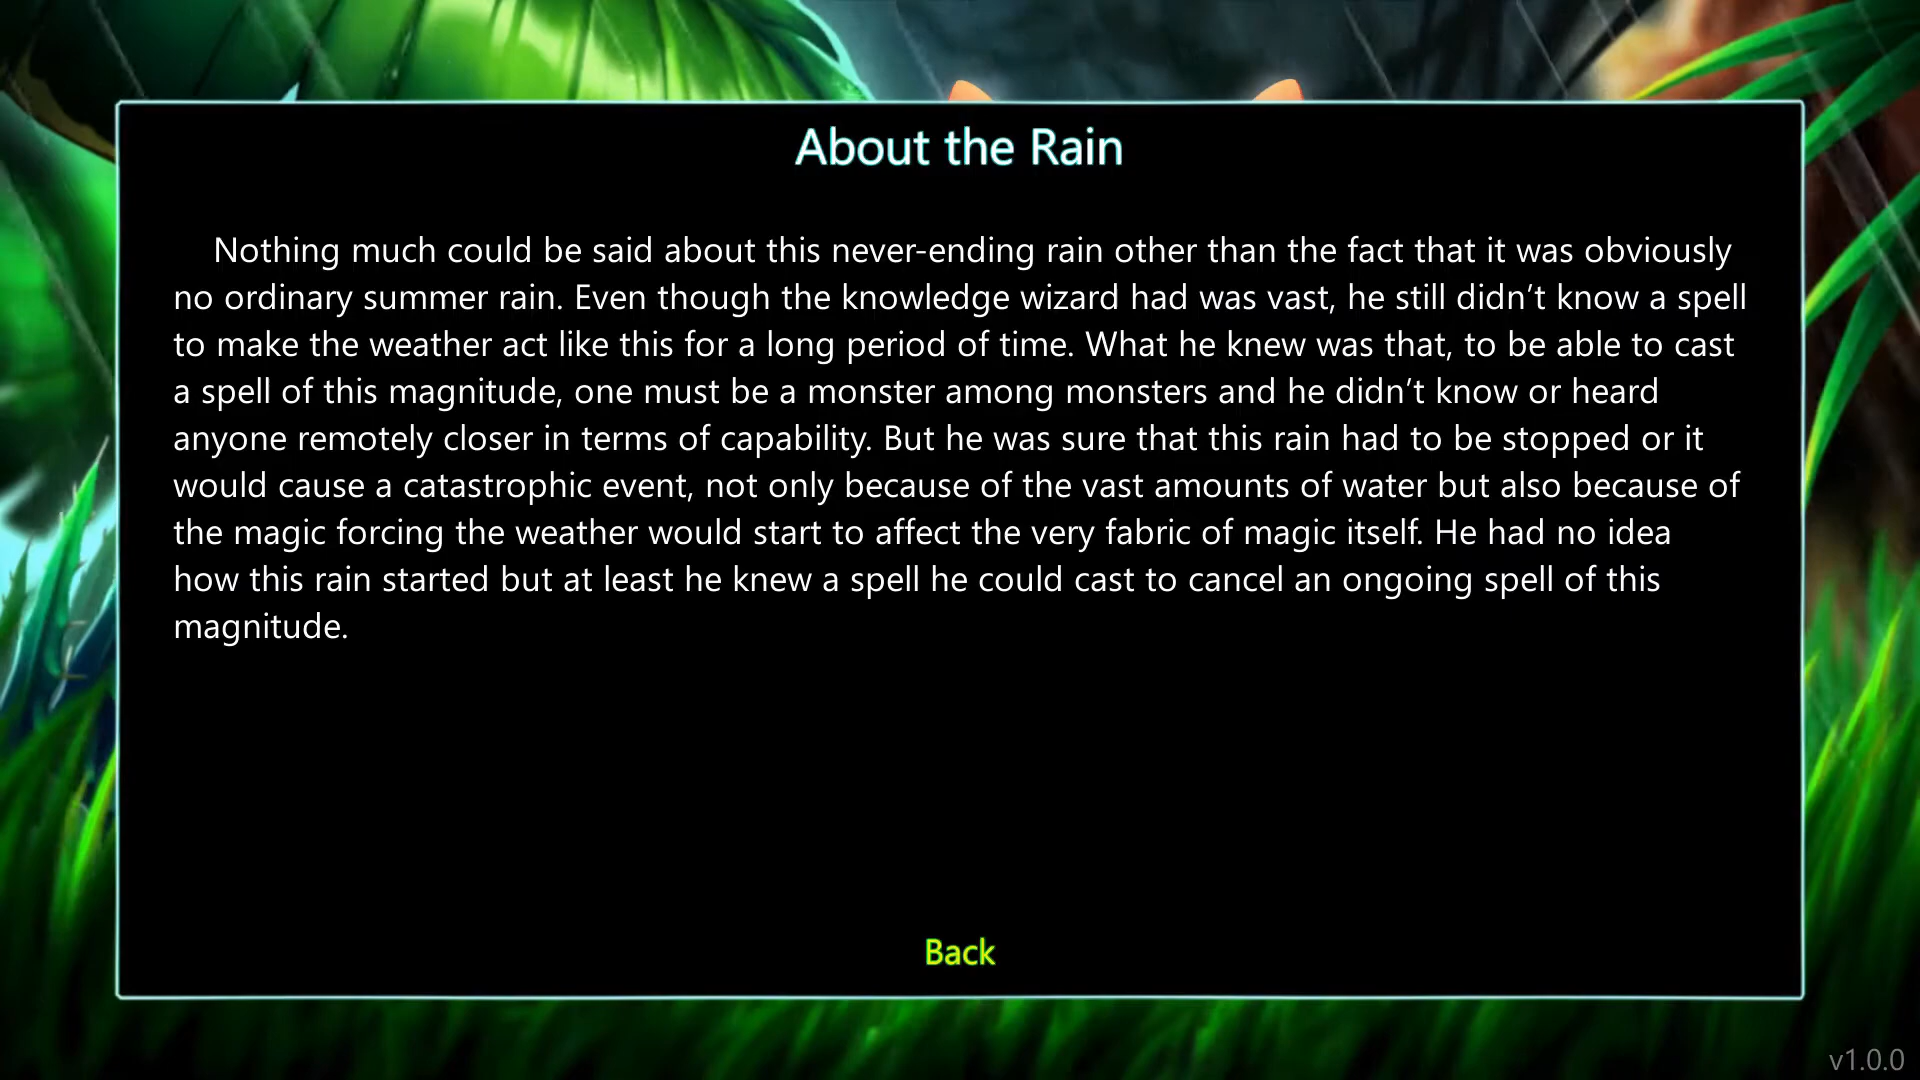 About the Rain
Nothing much could be said about this never-ending rain other than the fact that it was obviously
no ordinary summer rain. Even though the knowledge wizard had was vast, he still didn’t know a spell
to make the weather act like this for a long period of time. What he knew was that, to be able to cast
a spell of this magnitude, one must be a monster among monsters and he didn’t know or heard
anyone remotely closer in terms of capability. But he was sure that this rain had to be stopped or it
would cause a catastrophic event, not only because of the vast amounts of water but also because of
the magic forcing the weather would start to affect the very fabric of magic itself. He had no idea
how this rain started but at least he knew a spell he could cast to cancel an ongoing spell of this
magnitude.
Back
v1.0.0